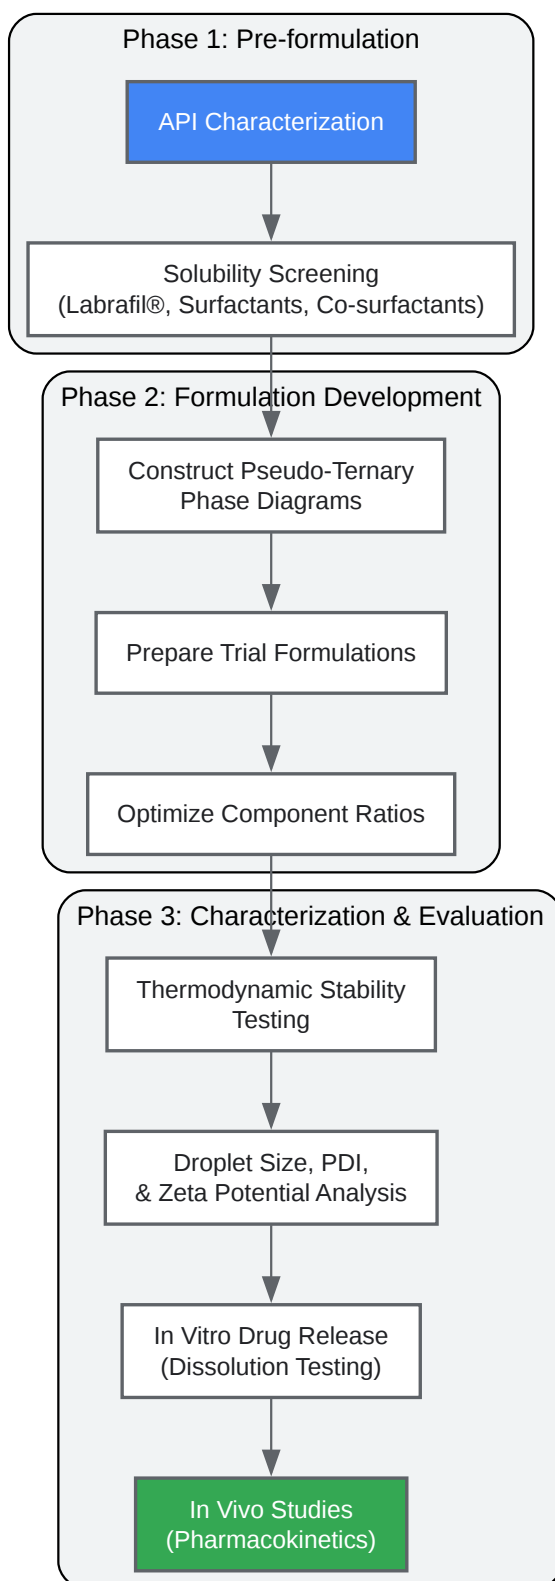 Phase 1: Pre-formulation
API Characterization
Solubility Screening
(Labrafil®, Surfactants, Co-surfactants)
Phase 2: Formulation Development
Construct Pseudo-Ternary
Phase Diagrams
Prepare Trial Formulations
Optimize Component Ratios
Phase 3: Characterization & Evaluation
Thermodynamic Stability
Testing
Droplet Size, PDI,
& Zeta Potential Analysis
In Vitro Drug Release
(Dissolution Testing)
In Vivo Studies
(Pharmacokinetics)